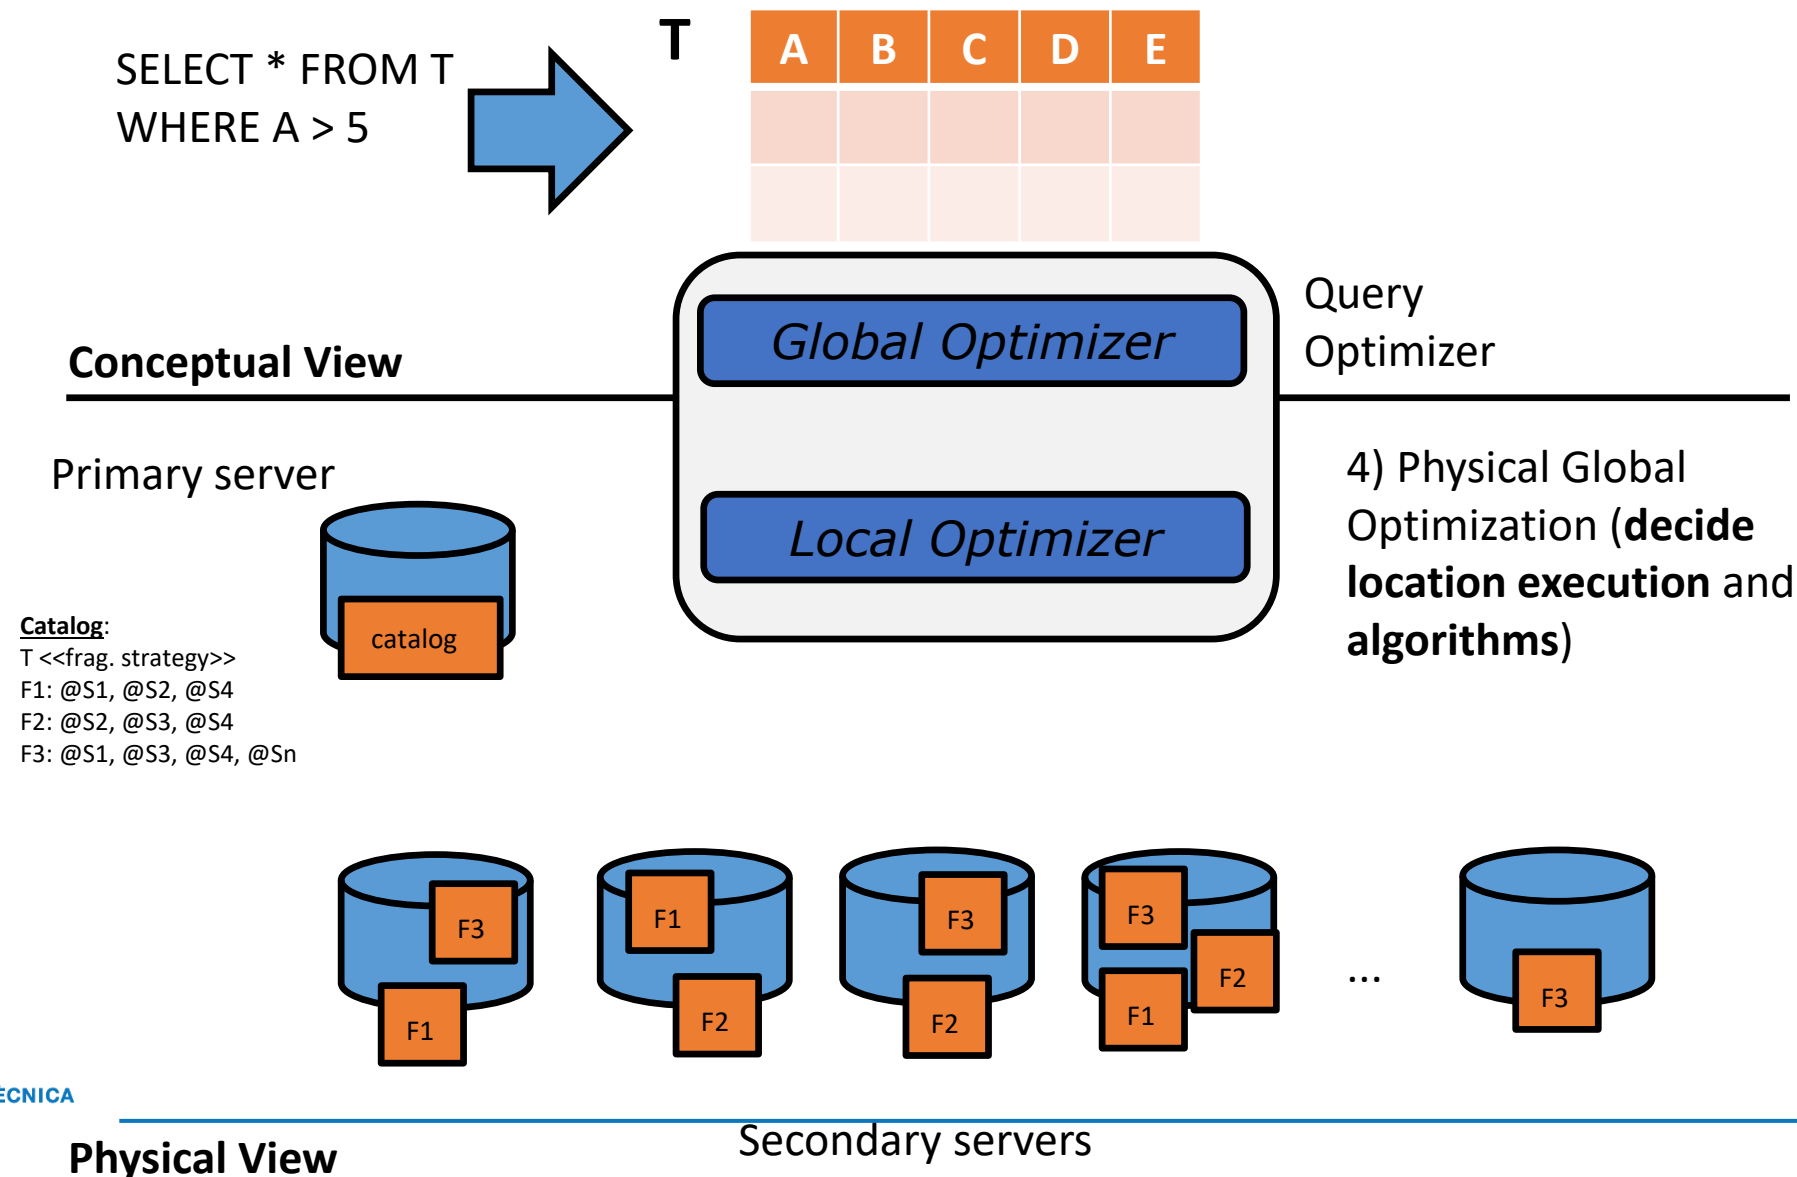 SELECT * FROM T
WHERE A > 5
T
A B C D E
Query
Optimizer
Global Optimizer
Conceptual View
Primary server
4) Physical Global
Optimization (decide
location execution and
algorithms)
Local Optimizer
catalog
Catalog:
T <<frag. strategy>>
F1: @S1, @S2, @S4
F2: @S2, @S3, @S4
F3: @S1, @S3, @S4, @Sn
F3
F1
F1
F2
F3
F2
F3
F2
F1
...
F3
Secondary servers
Physical View